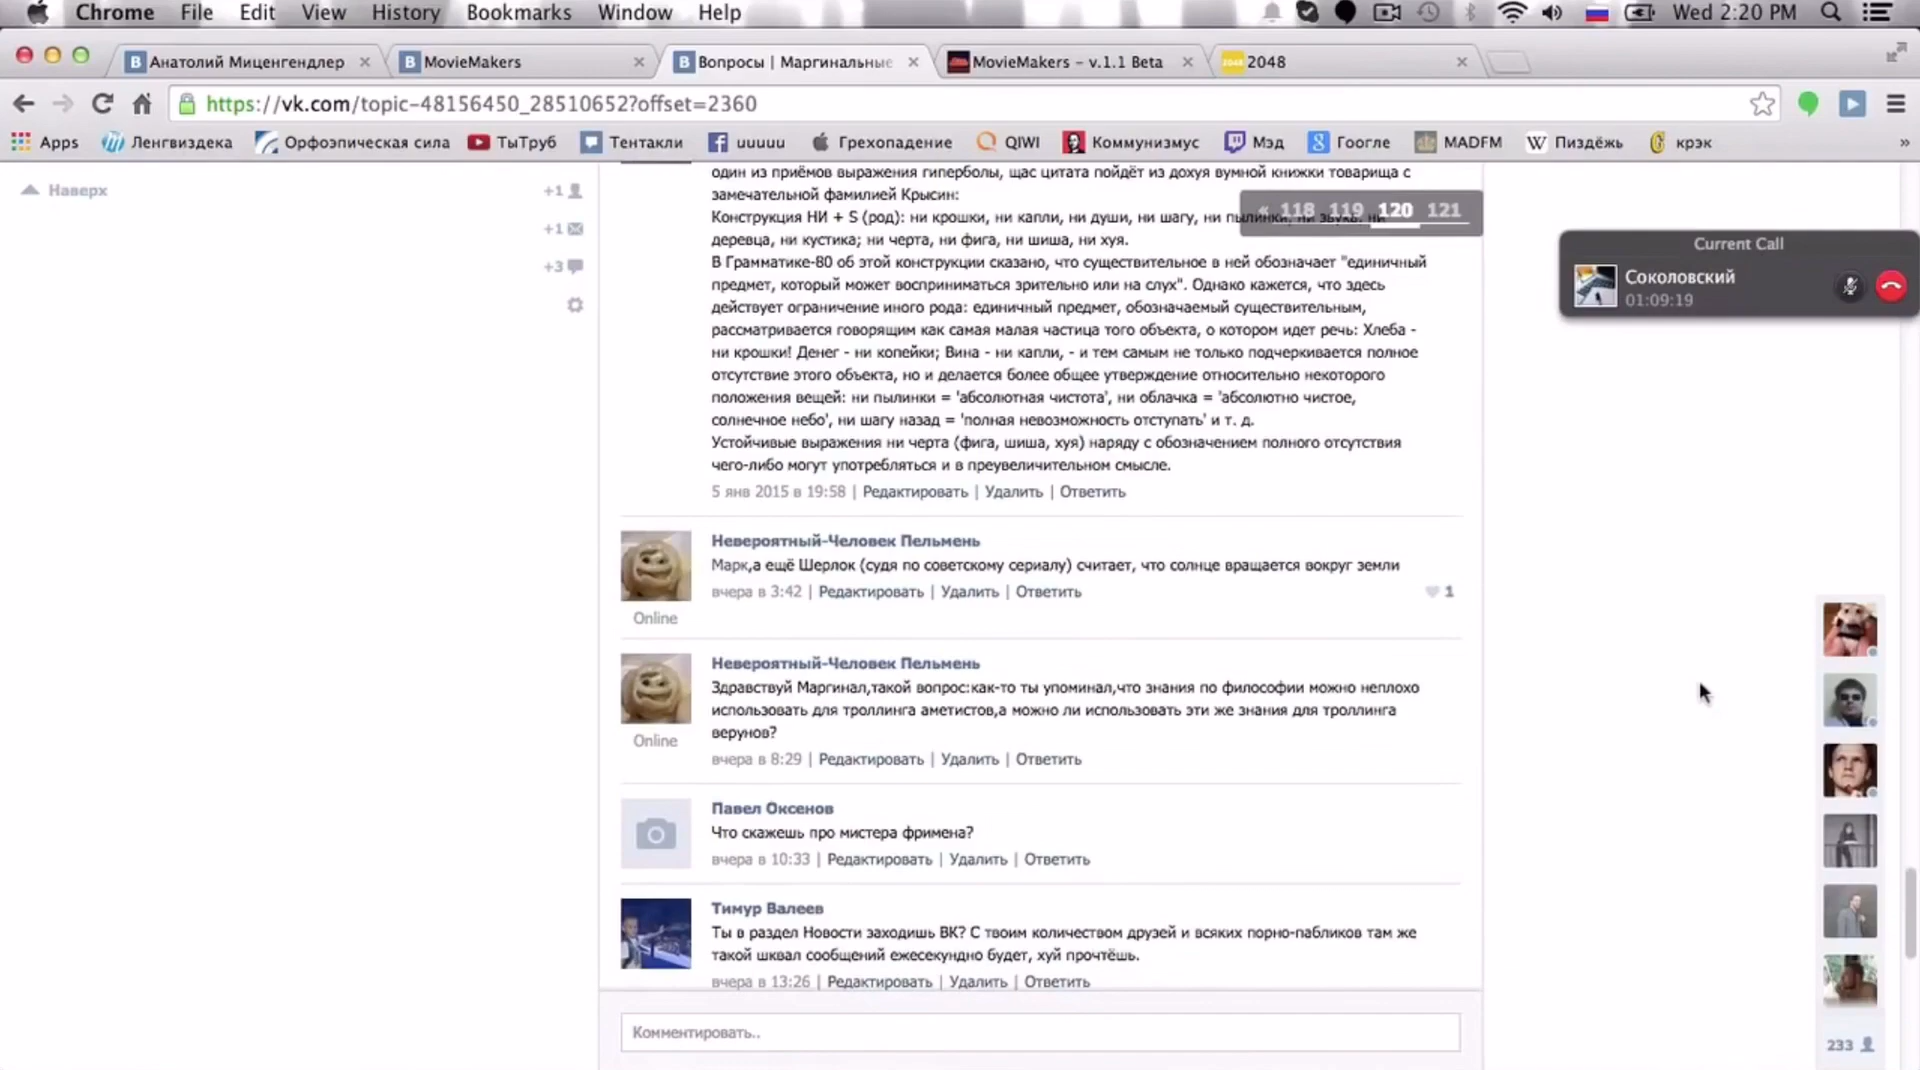 Chrome File Edit View History Bookmarks Window Help Wed 2:20 PM
Анатолий Миценгендлер
MovieMakers
Вопросы | Маргинальные
MovieMakers – v.1.1 Beta
2048
https://vk.com/topic-48156450_28510652?offset=2360
Apps Ленгвиздека Орфоэпическая сила ТыТруб Тентакли uuuuu Грехопадение QIWI Коммунизмус Мэд Гоогле MADFM Пиздёжь крэк »
Наверх
+1
+1
+3
один из приёмов выражения гиперболы, щас цитата пойдёт из дохуя вумной книжки товарища с
замечательной фамилией Крысин:
Конструкция НИ + S (род): ни крошки, ни капли, ни души, ни шагу, ни пылинки, ни звука, ни
деревца, ни кустика; ни черта, ни фига, ни шиша, ни хуя.
В Грамматике-80 об этой конструкции сказано, что существительное в ней обозначает "единичный
предмет, который может восприниматься зрительно или на слух". Однако кажется, что здесь
действует ограничение иного рода: единичный предмет, обозначаемый существительным,
рассматривается говорящим как самая малая частица того объекта, о котором идет речь: Хлеба -
ни крошки! Денег - ни копейки; Вина - ни капли, - и тем самым не только подчеркивается полное
отсутствие этого объекта, но и делается более общее утверждение относительно некоторого
положения вещей: ни пылинки = 'абсолютная чистота', ни облачка = 'абсолютно чистое,
солнечное небо', ни шагу назад = 'полная невозможность отступать' и т. д.
Устойчивые выражения ни черта (фига, шиша, хуя) наряду с обозначением полного отсутствия
чего-либо могут употребляться и в преувеличительном смысле.
5 янв 2015 в 19:58 | Редактировать | Удалить | Ответить
« 118 119 120 121
Current Call
Соколовский
01:09:19
Невероятный-Человек Пельмень
Марк,а ещё Шерлок (судя по советскому сериалу) считает, что солнце вращается вокруг земли
вчера в 3:42 | Редактировать | Удалить | Ответить 1
Online
Невероятный-Человек Пельмень
Здравствуй Маргинал,такой вопрос:как-то ты упоминал,что знания по философии можно неплохо
использовать для троллинга аметистов,а можно ли использовать эти же знания для троллинга
верунов?
Online
вчера в 8:29 | Редактировать | Удалить | Ответить
Павел Оксенов
Что скажешь про мистера фримена?
вчера в 10:33 | Редактировать | Удалить | Ответить
Тимур Валеев
Ты в раздел Новости заходишь ВК? С твоим количеством друзей и всяких порно-пабликов там же
такой шквал сообщений ежесекундно будет, хуй прочтёшь.
вчера в 13:26 | Редактировать | Удалить | Ответить
Комментировать..
233